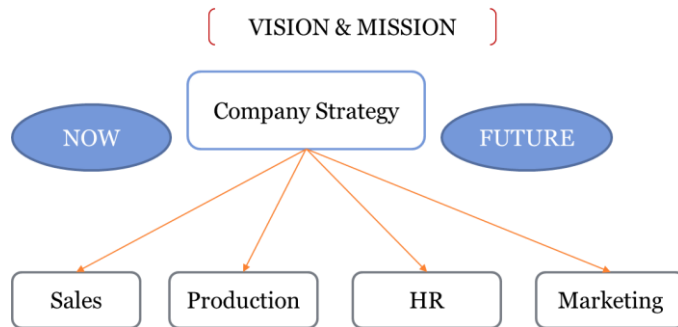 VISION & MISSION
Company Strategy
NOW
FUTURE
Sales
Production
HR
Marketing